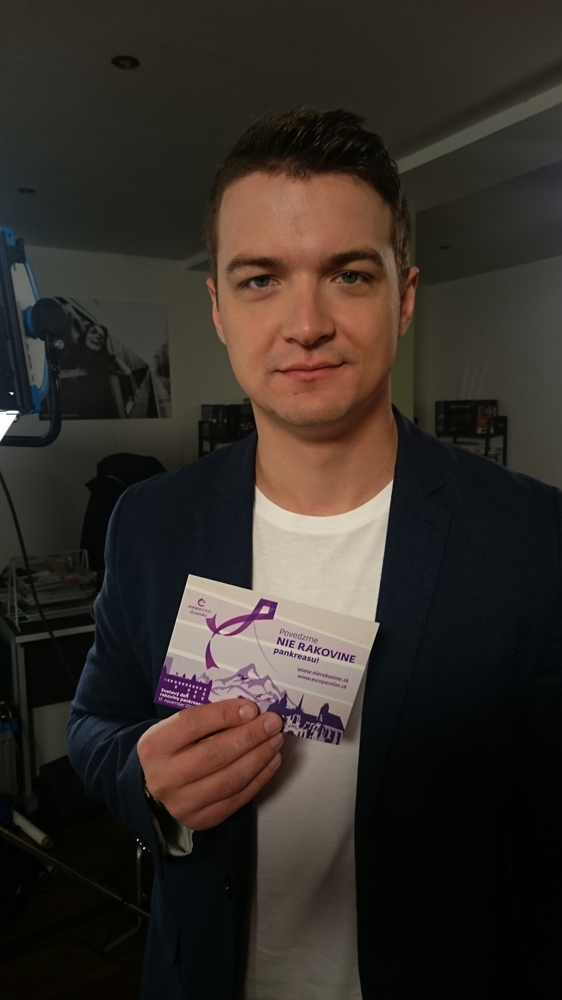 europacolon
slovensko
Povedzme
NIE RAKOVINE
pankreasu!
www.nierakovine.sk
www.europacolon.sk
Svetový deň
rakoviny pankreasu
17. november